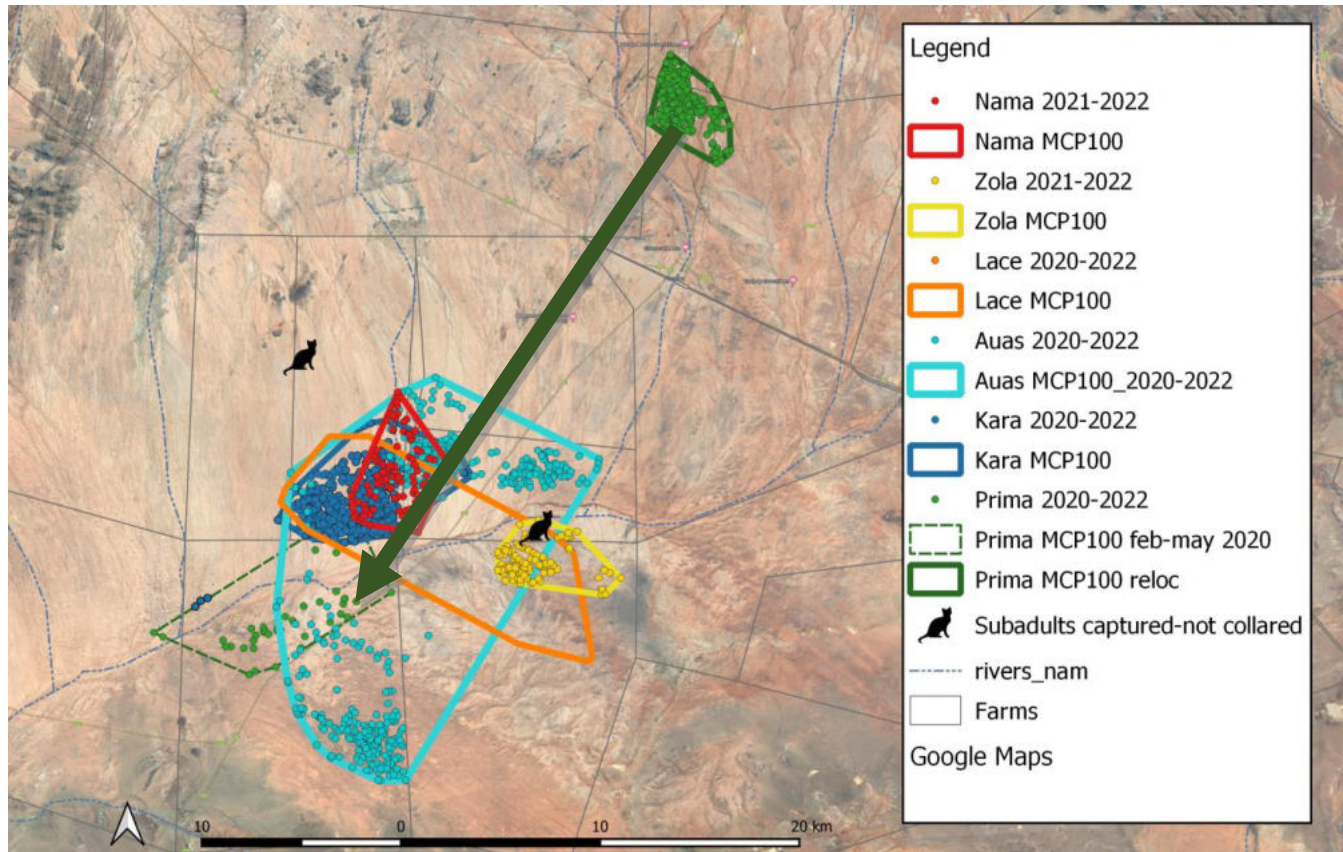 Legend
Nama 2021-2022
Nama MCP100
Zola 2021-2022
Zola MCP100
Lace 2020-2022
Lace MCP100
Auas 2020-2022
Auas MCP100_2020-2022
Kara 2020-2022
Kara MCP100
Prima 2020-2022
Prima MCP100 feb-may 2020
Prima MCP100 reloc
Subadults captured-not collared
rivers_nam
Farms
Google Maps
10 0 10 20 km